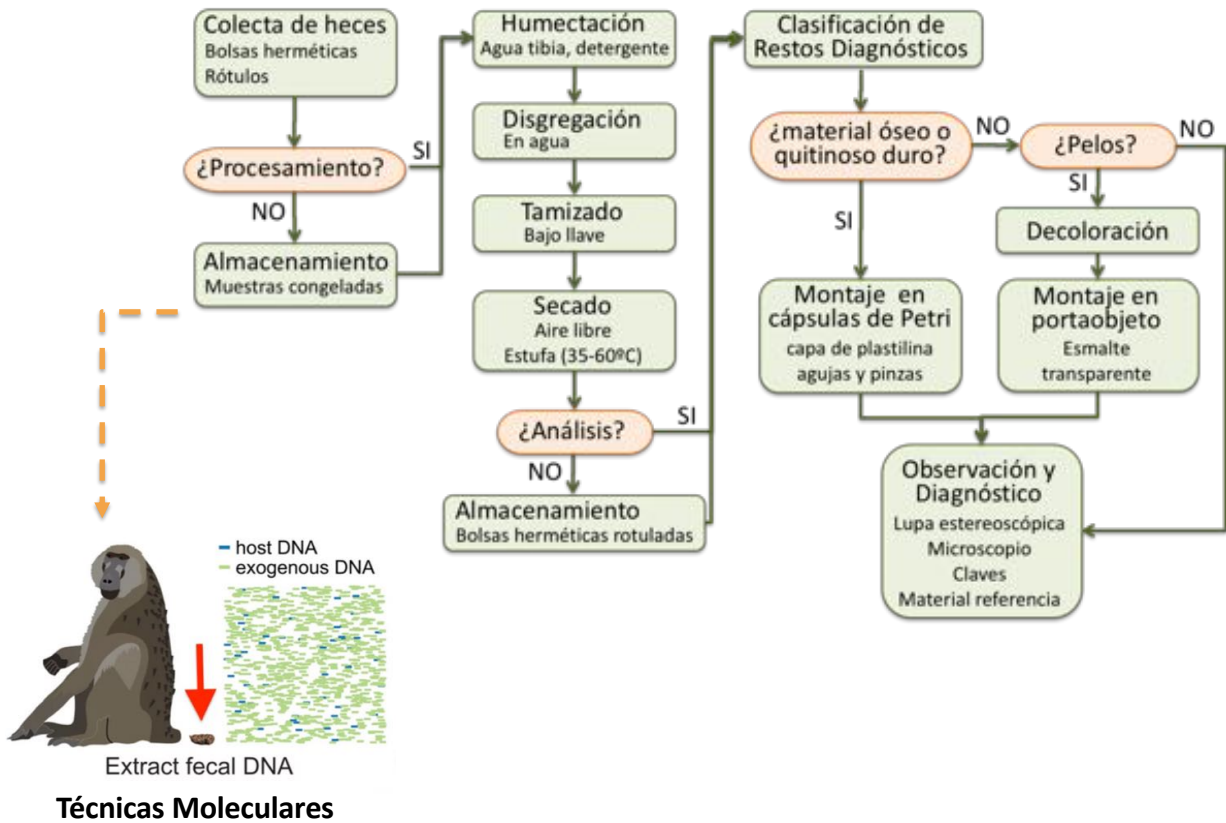 Colecta de heces
Bolsas herméticas
Rótulos
¿Procesamiento?
SI
NO
Almacenamiento
Muestras congeladas
Humectación
Agua tibia, detergente
Disgregación
En agua
Tamizado
Bajo llave
Secado
Aire libre
Estufa (35-60ºC)
¿Análisis?
SI
NO
Almacenamiento
Bolsas herméticas rotuladas
Clasificación de
Restos Diagnósticos
¿material óseo o
quitinoso duro?
NO
SI
¿Pelos?
NO
SI
Decoloración
Montaje en
cápsulas de Petri
capa de plastilina
agujas y pinzas
Montaje en
portaobjeto
Esmalte
transparente
Observación y
Diagnóstico
Lupa estereoscópica
Microscopio
Claves
Material referencia
host DNA
exogenous DNA
Extract fecal DNA
Técnicas Moleculares